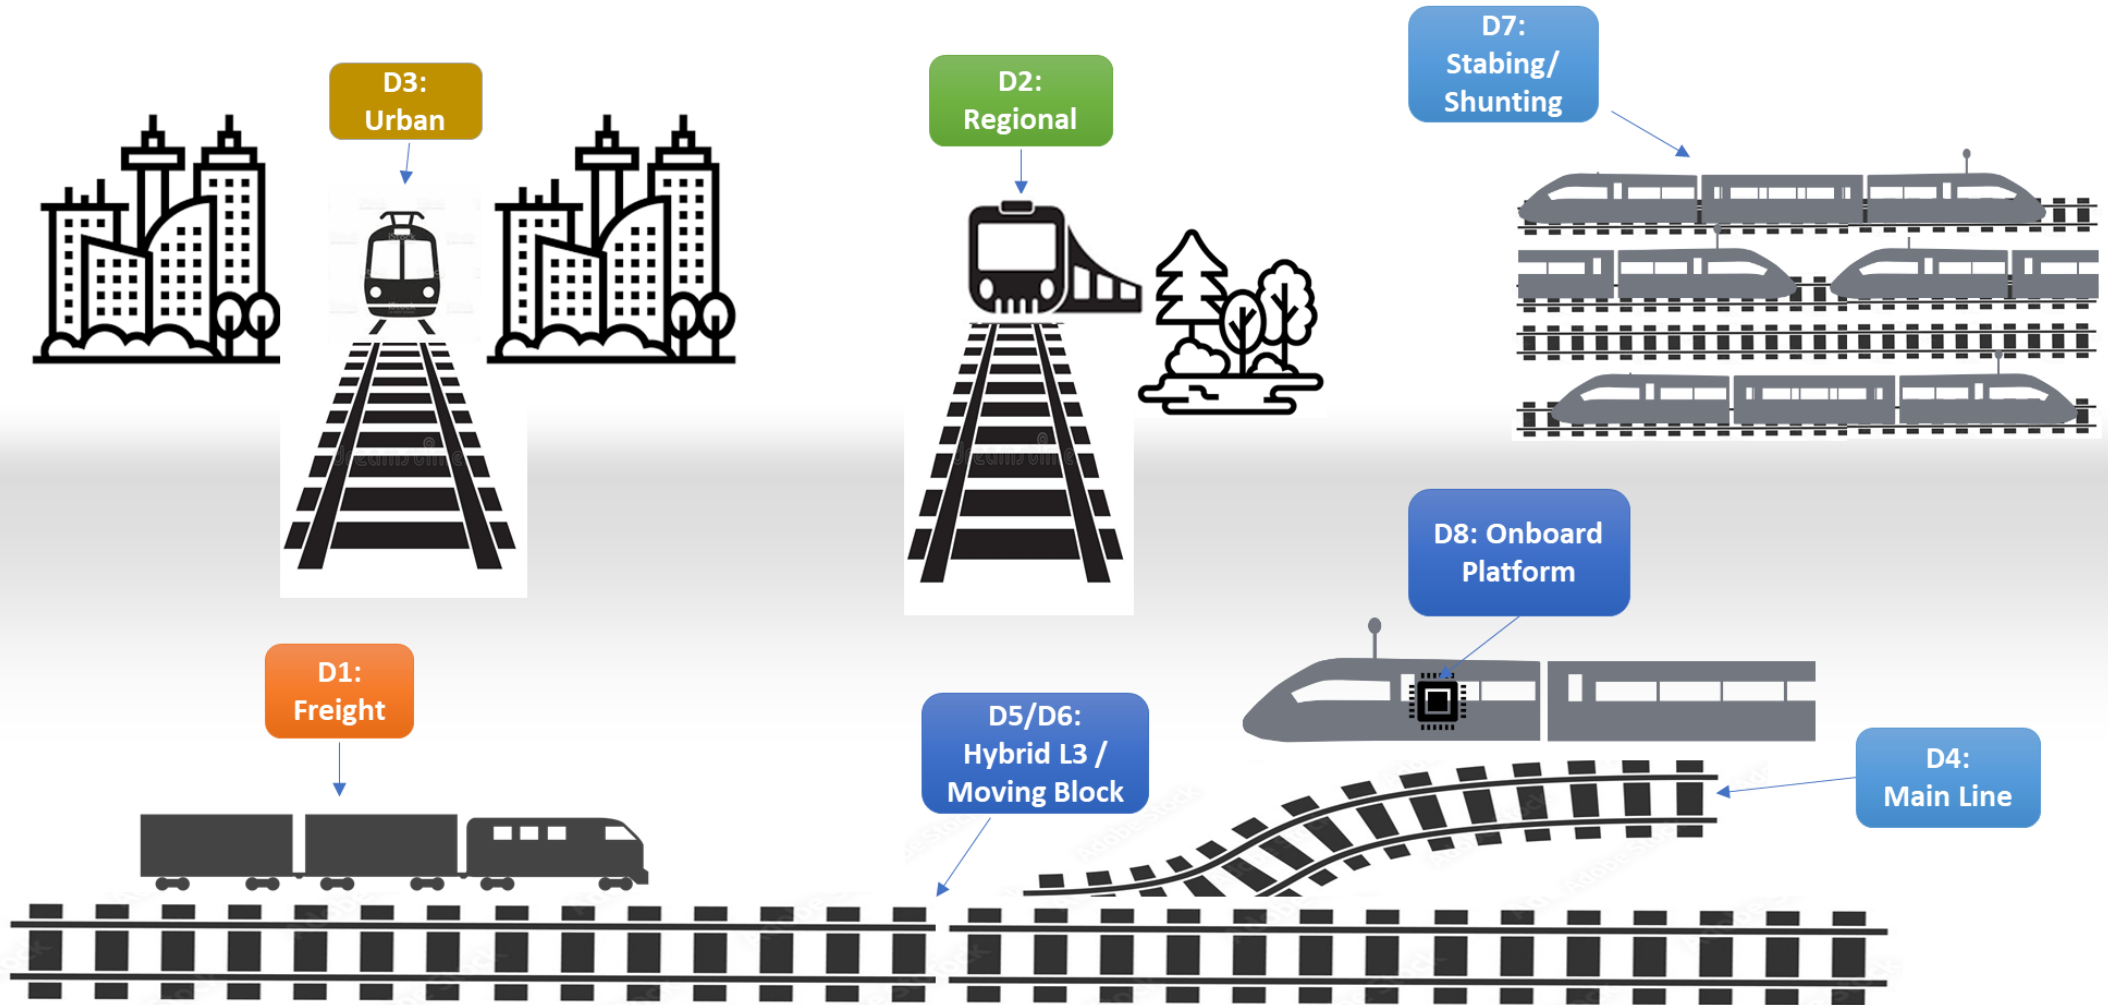 D7:
Stabing/
Shunting
D3:
Urban
D2:
Regional
D8: Onboard
Platform
D1:
Freight
D5/D6:
Hybrid L3 /
Moving Block
D4:
Main Line